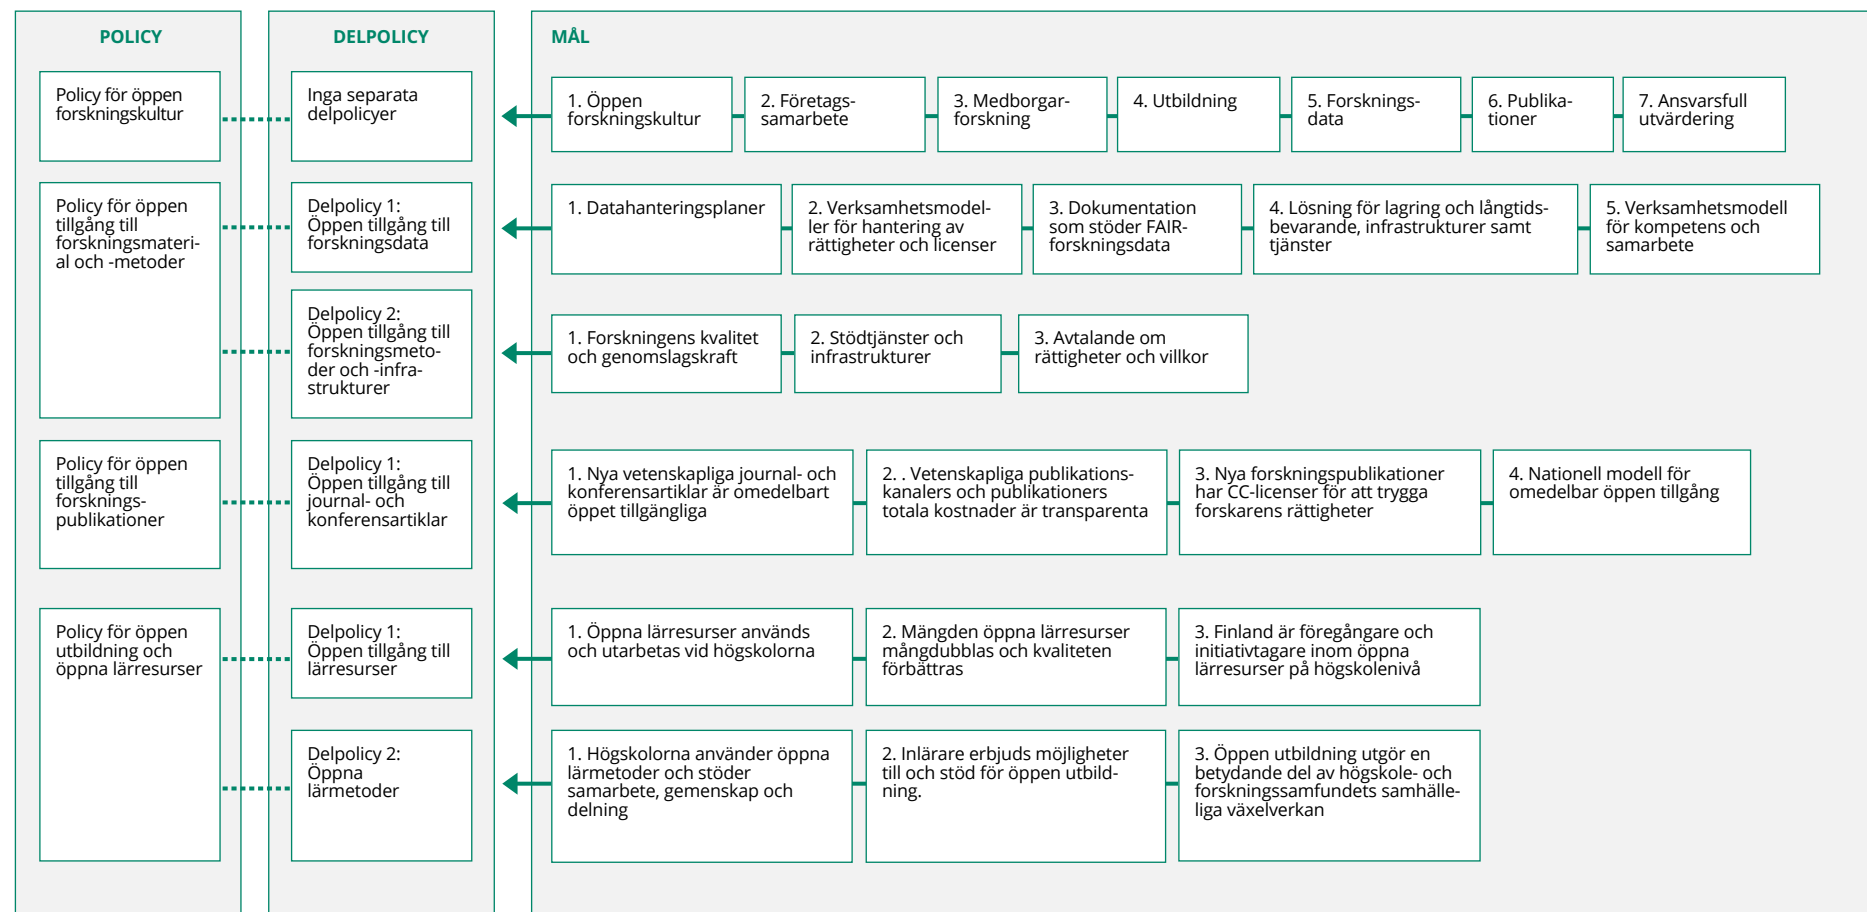 POLICY
DELPOLICY
MÅL
Policy för öppen
forskningskultur
Inga separata
delpolicyer
1. Öppen
forskningskultur
2. Företags-
samarbete
3. Medborgar-
forskning
4. Utbildning
5. Forsknings-
data
6. Publika-
tioner
7. Ansvarsfull
utvärdering
Policy för öppen
tillgång till
forskningsmateri-
al och -metoder
Delpolicy 1:
Öppen tillgång till
forskningsdata
1. Datahanteringsplaner
2. Verksamhetsmodel-
ler för hantering av
rättigheter och licenser
3. Dokumentation
som stöder FAIR-
forskningsdata
4. Lösning för lagring och långtids-
bevarande, infrastrukturer samt
tjänster
5. Verksamhetsmodell
för kompetens och
samarbete
Delpolicy 2:
Öppen tillgång till
forskningsmeto-
der och -infra-
strukturer
1. Forskningens kvalitet
och genomslagskraft
2. Stödtjänster och
infrastrukturer
3. Avtalande om
rättigheter och villkor
Policy för öppen
tillgång till
forsknings-
publikationer
Delpolicy 1:
Öppen tillgång till
journal- och
konferensartiklar
1. Nya vetenskapliga journal- och
konferensartiklar är omedelbart
öppet tillgängliga
2. . Vetenskapliga publikations-
kanalers och publikationers
totala kostnader är transparenta
3. Nya forskningspublikationer
har CC-licenser för att trygga
forskarens rättigheter
4. Nationell modell för
omedelbar öppen tillgång
Policy för öppen
utbildning och
öppna lärresurser
Delpolicy 1:
Öppen tillgång till
lärresurser
1. Öppna lärresurser används
och utarbetas vid högskolorna
2. Mängden öppna lärresurser
mångdubblas och kvaliteten
förbättras
3. Finland är föregångare och
initiativtagare inom öppna
lärresurser på högskolenivå
Delpolicy 2:
Öppna
lärmetoder
1. Högskolorna använder öppna
lärmetoder och stöder
samarbete, gemenskap och
delning
2. Inlärare erbjuds möjligheter
till och stöd för öppen utbild-
ning.
3. Öppen utbildning utgör en
betydande del av högskole- och
forskningssamfundets samhälle-
liga växelverkan